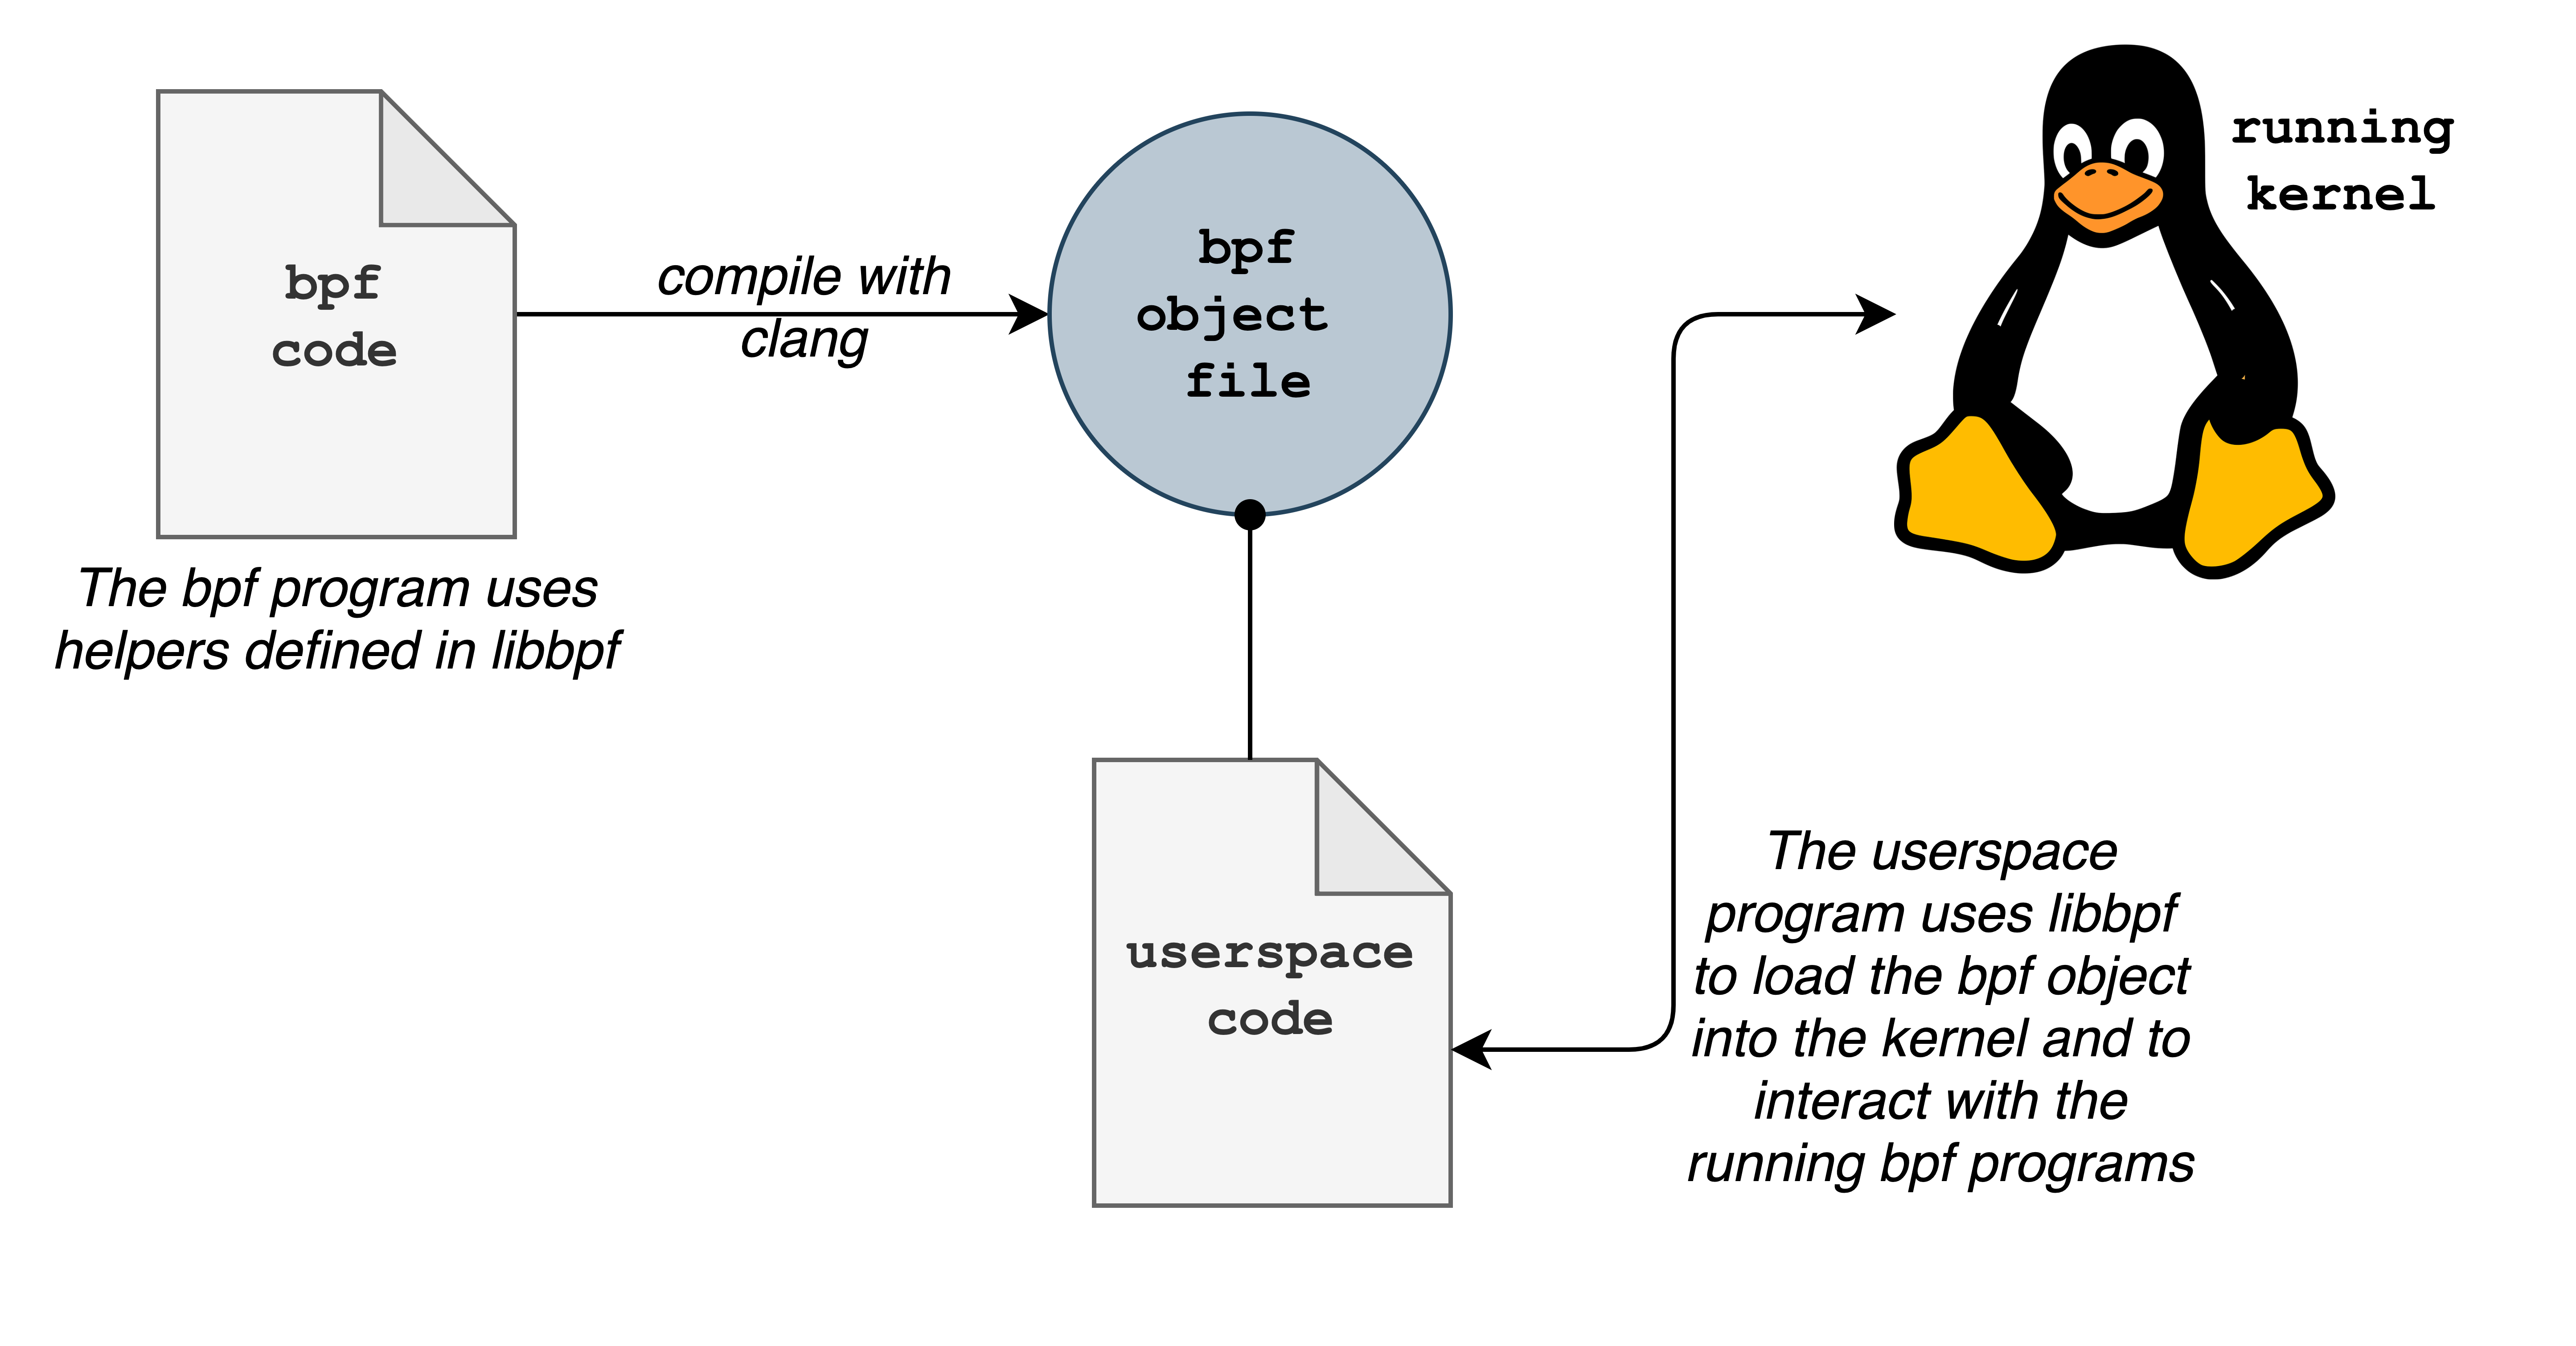 bpf
code
The bpf program uses
helpers defined in libbpf
compile with
clang
bpf
object
file
running
kernel
userspace
code
The userspace
program uses libbpf
to load the bpf object
into the kernel and to
interact with the
running bpf programs